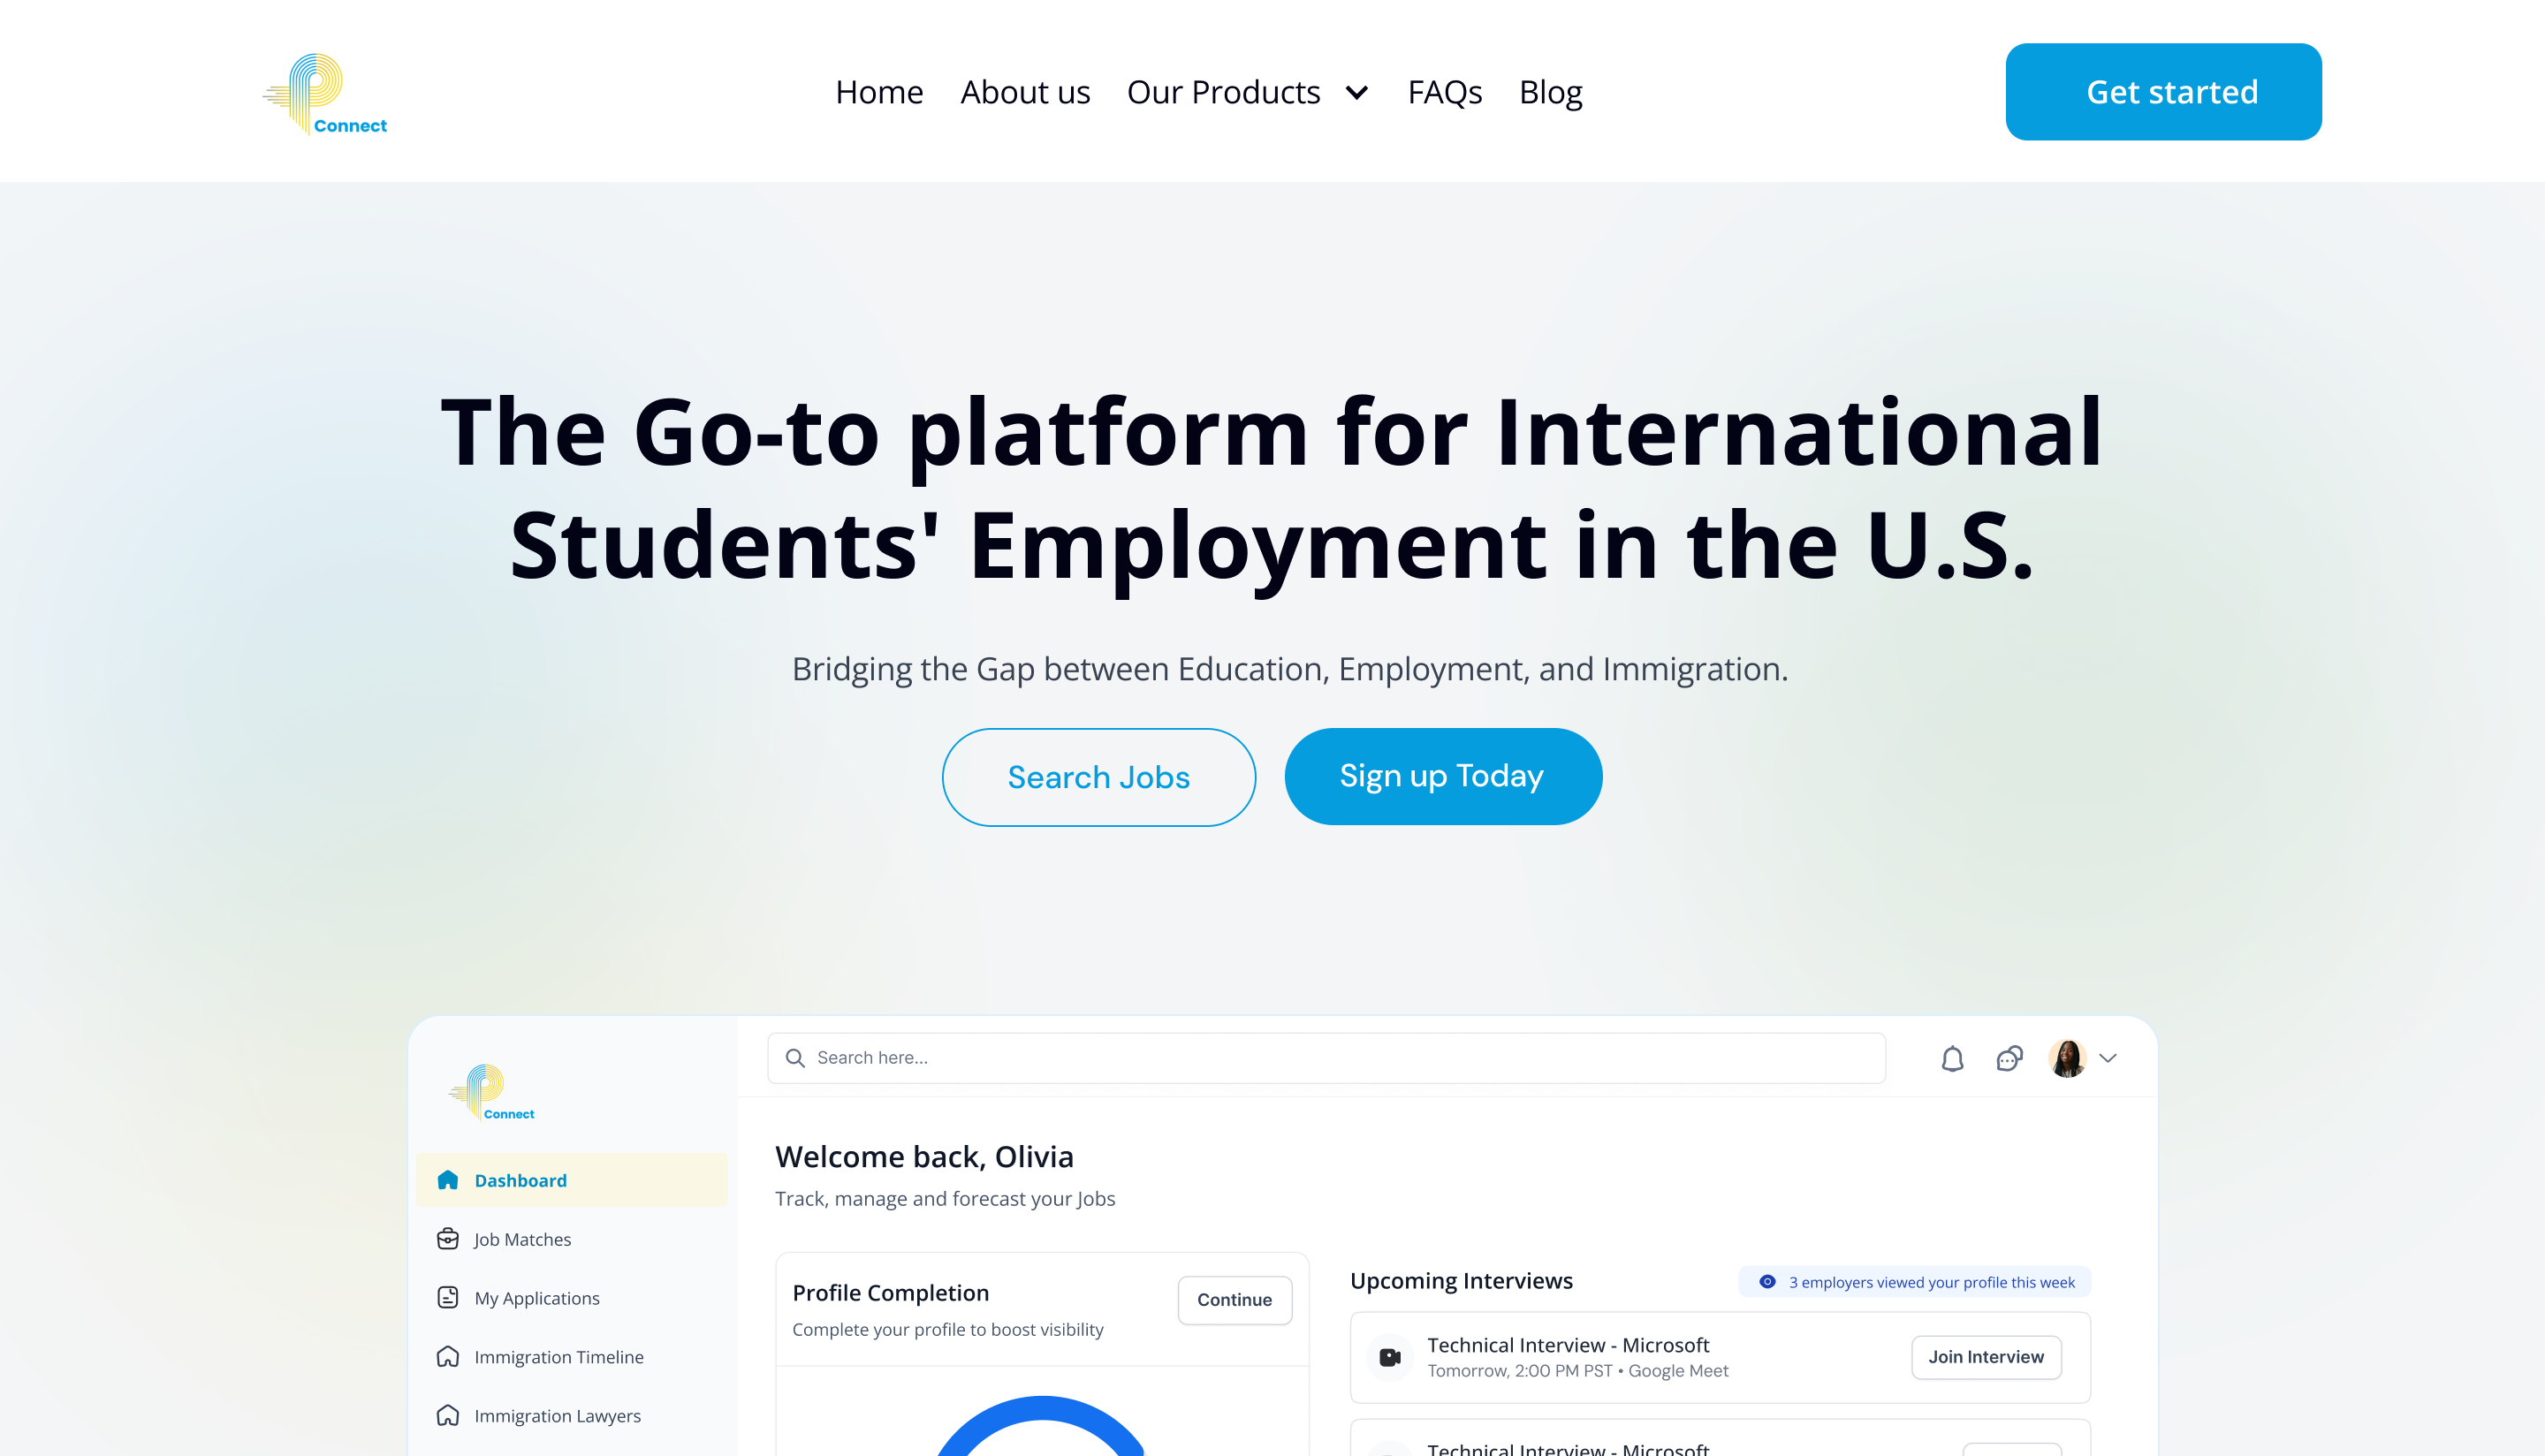 Connect
Home About us Our Products FAQs Blog
Get started
The Go-to platform for International
Students' Employment in the U.S.
Bridging the Gap between Education, Employment, and Immigration.
Search Jobs
Sign up Today
Connect
Dashboard
Job Matches
My Applications
Immigration Timeline
Immigration Lawyers
Search here...
Welcome back, Olivia
Track, manage and forecast your Jobs
Profile Completion
Complete your profile to boost visibility
Continue
Upcoming Interviews
3 employers viewed your profile this week
Technical Interview - Microsoft
Tomorrow, 2:00 PM PST • Google Meet
Join Interview
Technical Interview - Microsoft